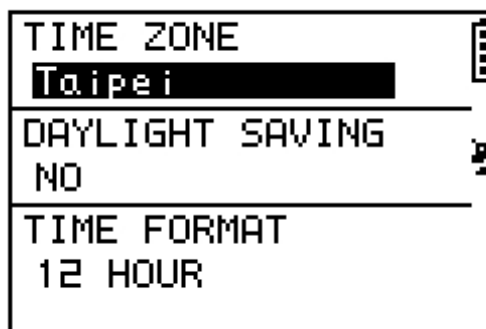 TIME ZONE
Taipei
DAYLIGHT SAVING
NO
TIME FORMAT
12 HOUR